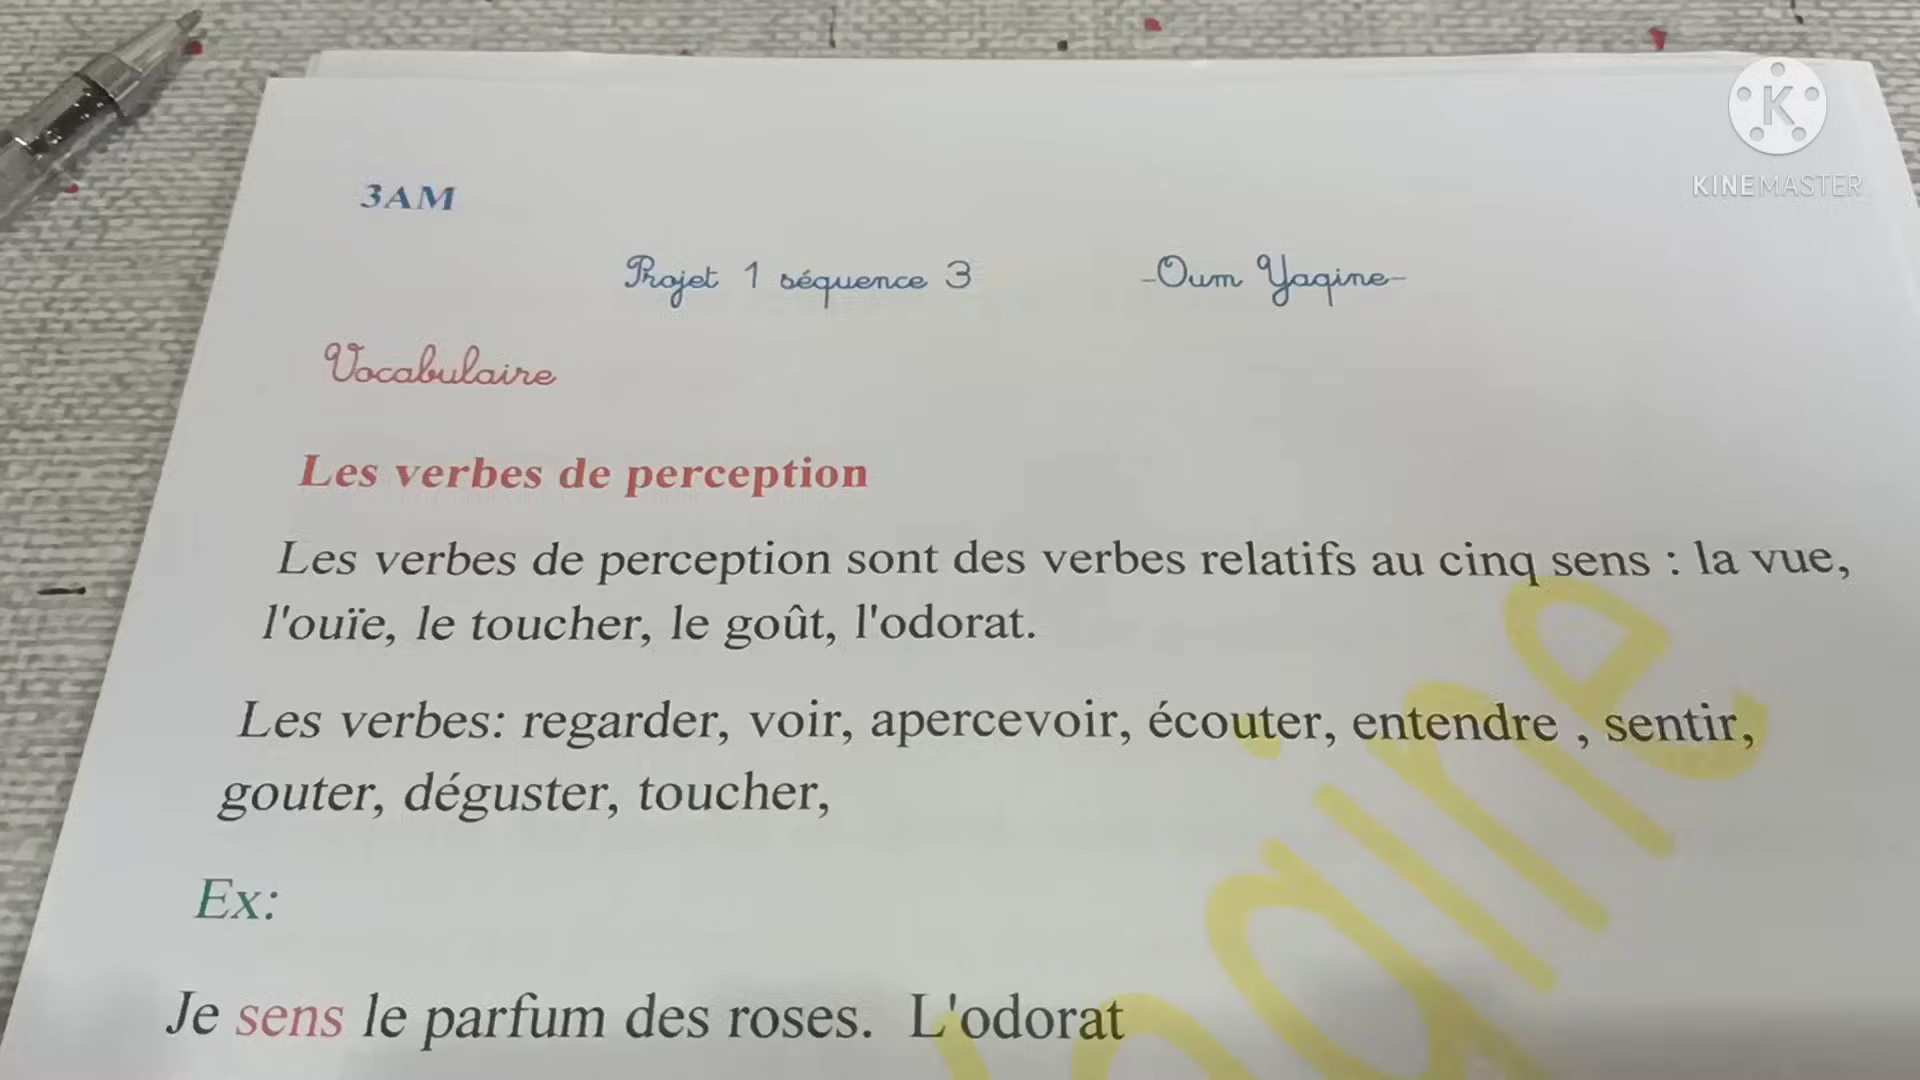 KINEMASTER
3AM
Projet 1 séquence 3 -Oum Yaqine-
Vocabulaire
Les verbes de perception
Les verbes de perception sont des verbes relatifs au cinq sens : la vue,
l'ouïe, le toucher, le goût, l'odorat.
Les verbes: regarder, voir, apercevoir, écouter, entendre , sentir,
gouter, déguster, toucher,
Ex:
Je sens le parfum des roses. L'odorat